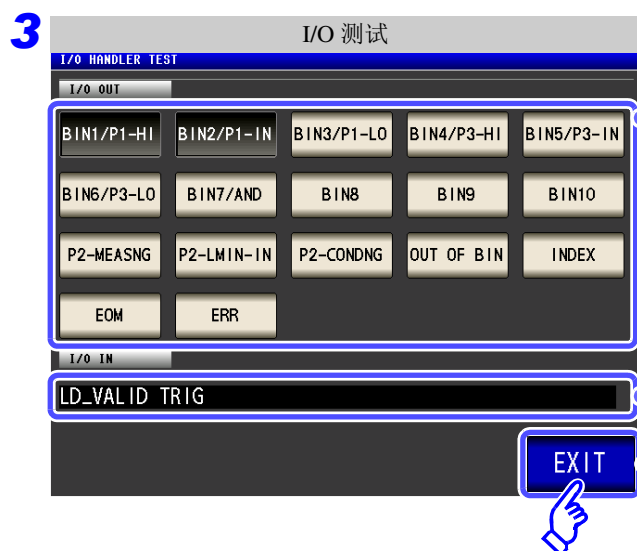 3
I/O 测试
I/O HANDLER TEST
I/O OUT
BIN1/P1-HI BIN2/P1-IN BIN3/P1-LO BIN4/P3-HI BIN5/P3-IN
BIN6/P3-LO BIN7/AND BIN8 BIN9 BIN10
P2-MEASNG P2-LMIN-IN P2-CONDNG OUT OF BIN INDEX
EOM ERR
I/O IN
LD_VALID TRIG
EXIT